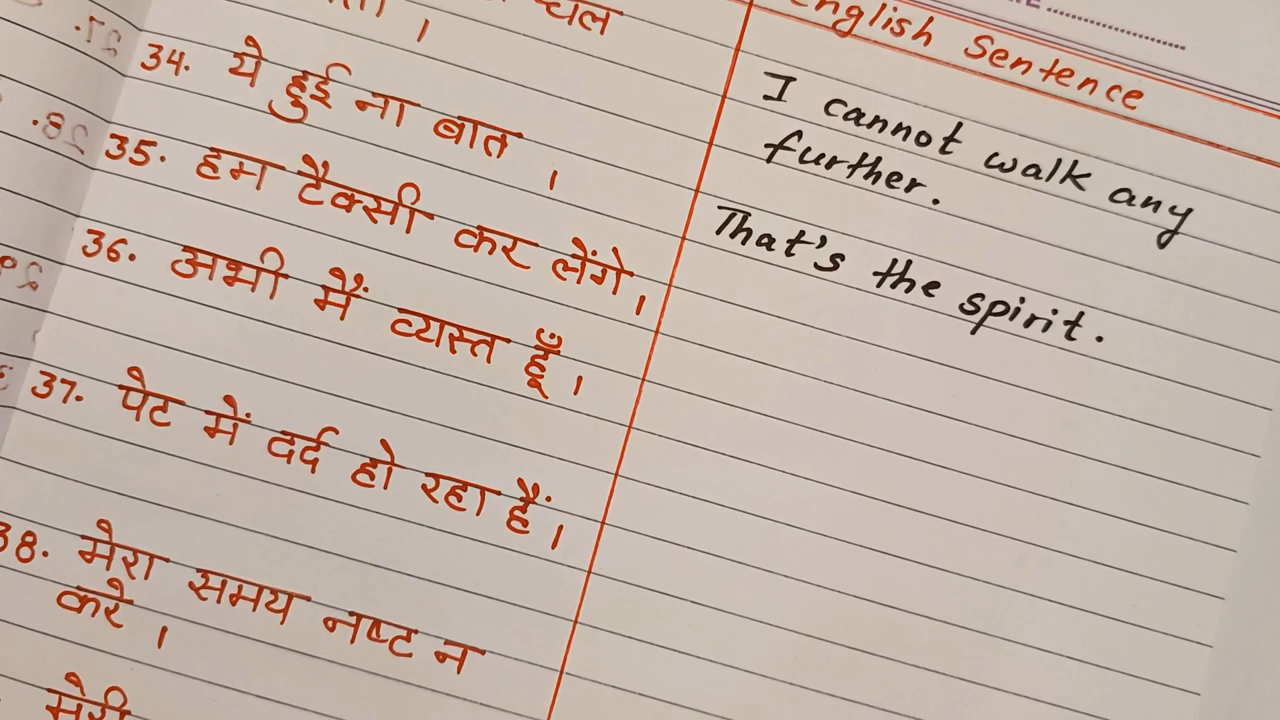 चल
।
34. ये हुई ना बात ।
35. हम टैक्सी कर लेंगे ।
36. अभी मैं व्यस्त हूँ ।
37. पेट में दर्द हो रहा हैं ।
38. मेरा समय नष्ट न
करे ।
मेरी
English Sentence
I cannot walk any
further.
That's the spirit.